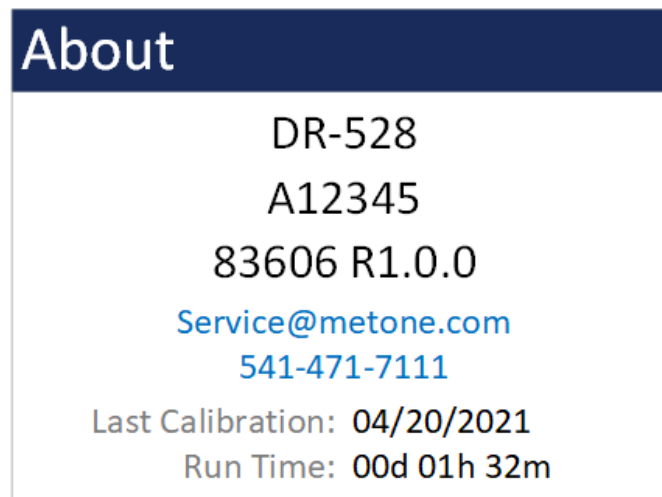 About
DR-528
A12345
83606 R1.0.0
Service@metone.com
541-471-7111
Last Calibration: 04/20/2021
Run Time: 00d 01h 32m